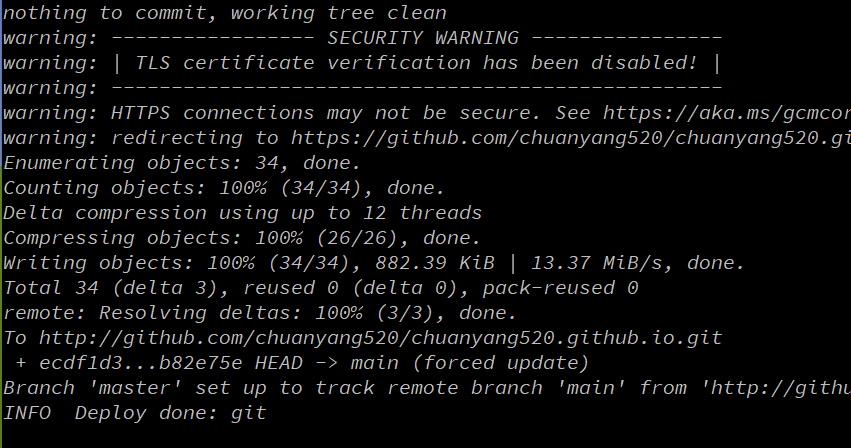 nothing to commit, working tree clean
warning: ----------------- SECURITY WARNING ----------------
warning: | TLS certificate verification has been disabled! |
warning: ---------------------------------------------------
warning: HTTPS connections may not be secure. See https://aka.ms/gcmcor
warning: redirecting to https://github.com/chuanyang520/chuanyang520.gi
Enumerating objects: 34, done.
Counting objects: 100% (34/34), done.
Delta compression using up to 12 threads
Compressing objects: 100% (26/26), done.
Writing objects: 100% (34/34), 882.39 KiB | 13.37 MiB/s, done.
Total 34 (delta 3), reused 0 (delta 0), pack-reused 0
remote: Resolving deltas: 100% (3/3), done.
To http://github.com/chuanyang520/chuanyang520.github.io.git
 + ecdf1d3...b82e75e HEAD -> main (forced update)
Branch 'master' set up to track remote branch 'main' from 'http://githu
INFO  Deploy done: git